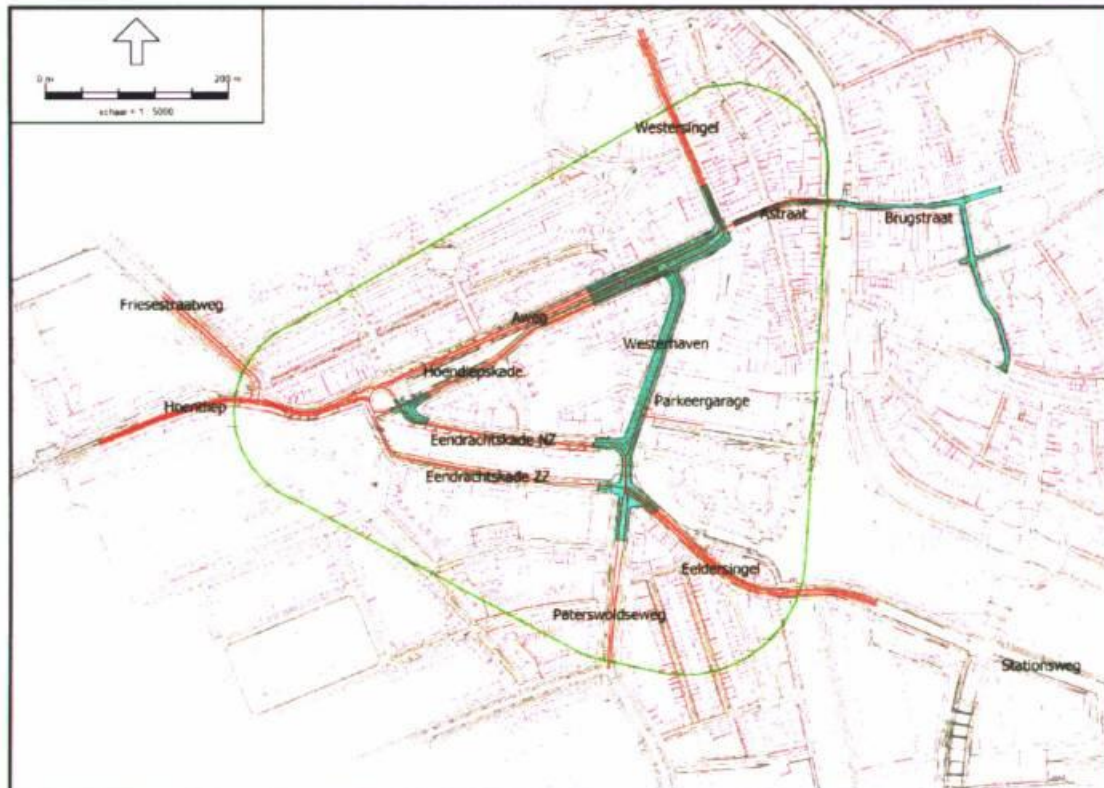 0 m 200 m
schaal = 1 : 5000
Westersingel
Astraat
Brugstraat
Friesestraatweg
Aweg
Westerhaven
Hoendiepskade
Parkeergarage
Hoendiep
Eendrachtskade NZ
Eendrachtskade ZZ
Eeldersingel
Paterswoldseweg
Stationsweg